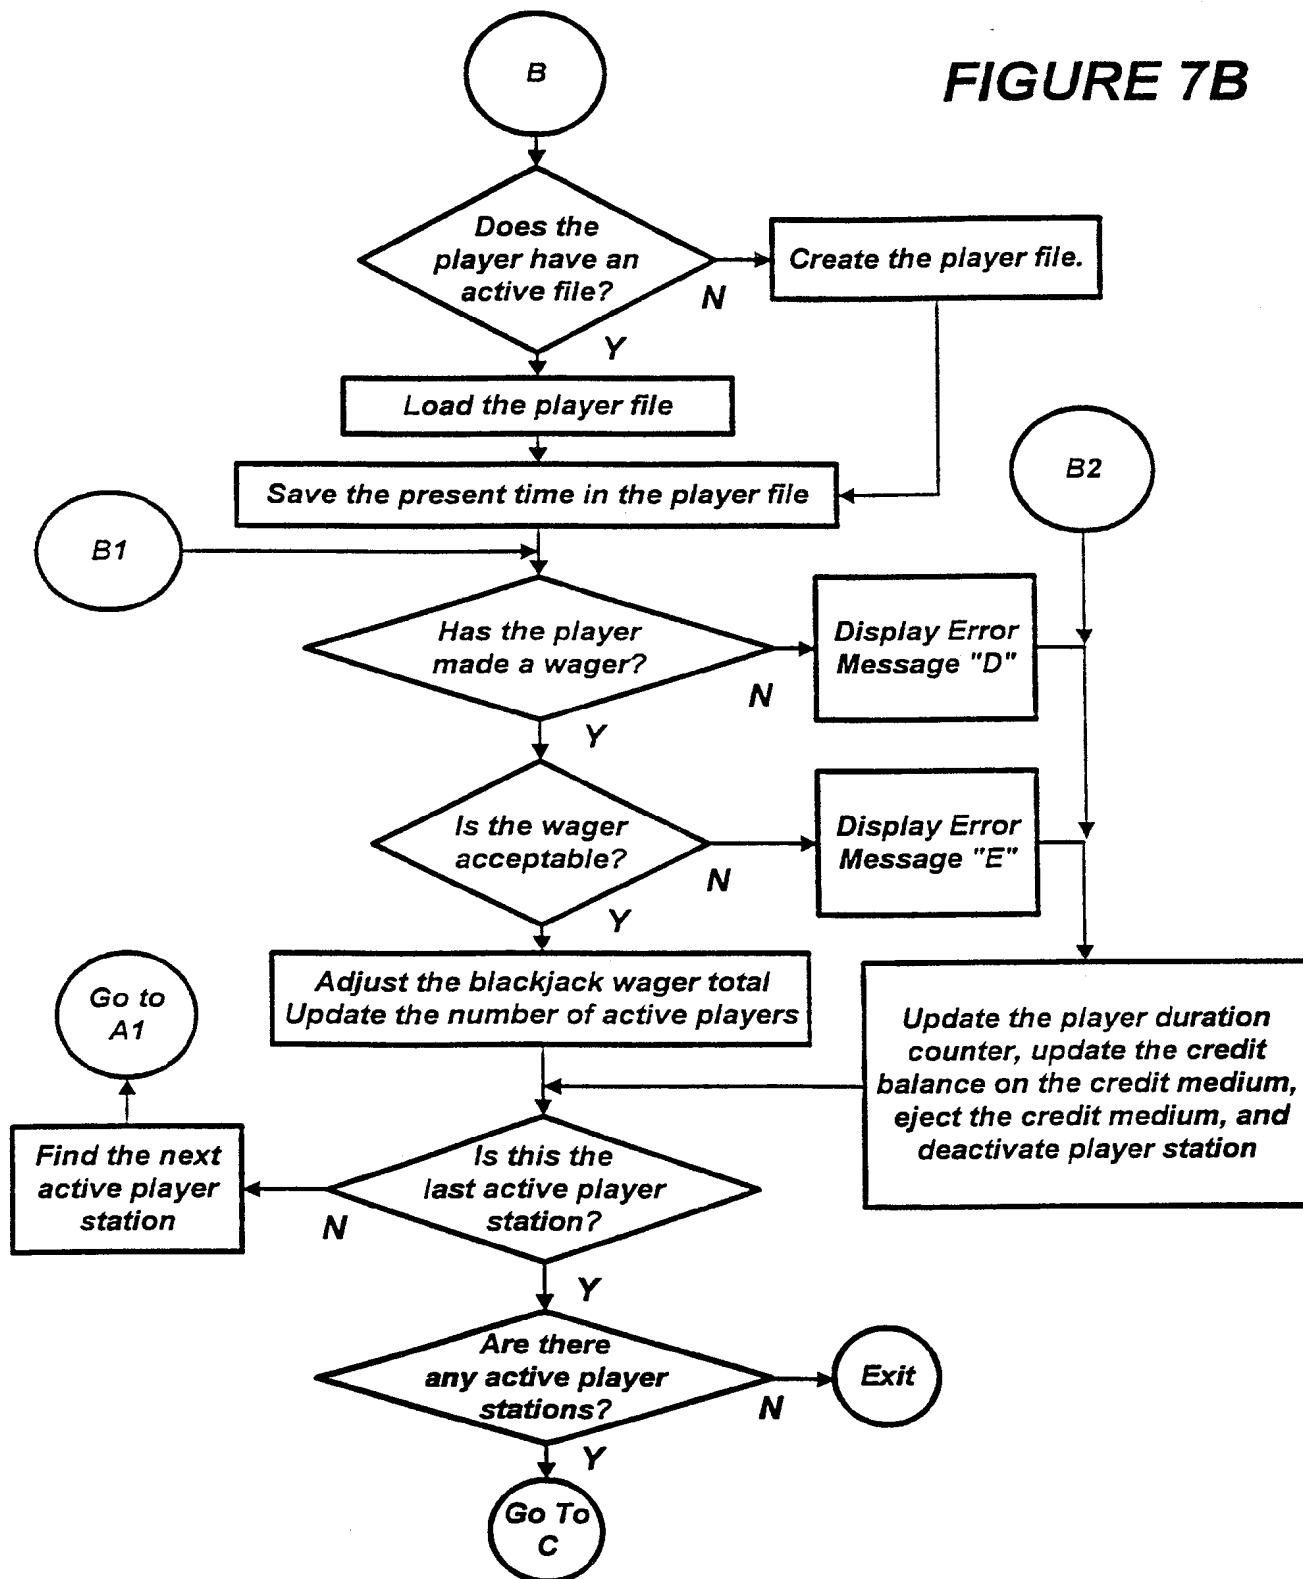 FIGURE 7B
B
Does the
player have an
active file?
N
Create the player file.
Y
Load the player file
Save the present time in the player file
B2
B1
Has the player
made a wager?
N
Display Error
Message "D"
Y
Is the wager
acceptable?
N
Display Error
Message "E"
Y
Adjust the blackjack wager total
Update the number of active players
Go to
A1
Update the player duration
counter, update the credit
balance on the credit medium,
eject the credit medium, and
deactivate player station
Find the next
active player
station
Is this the
last active player
station?
N
Y
Are there
any active player
stations?
N
Exit
Y
Go To
C